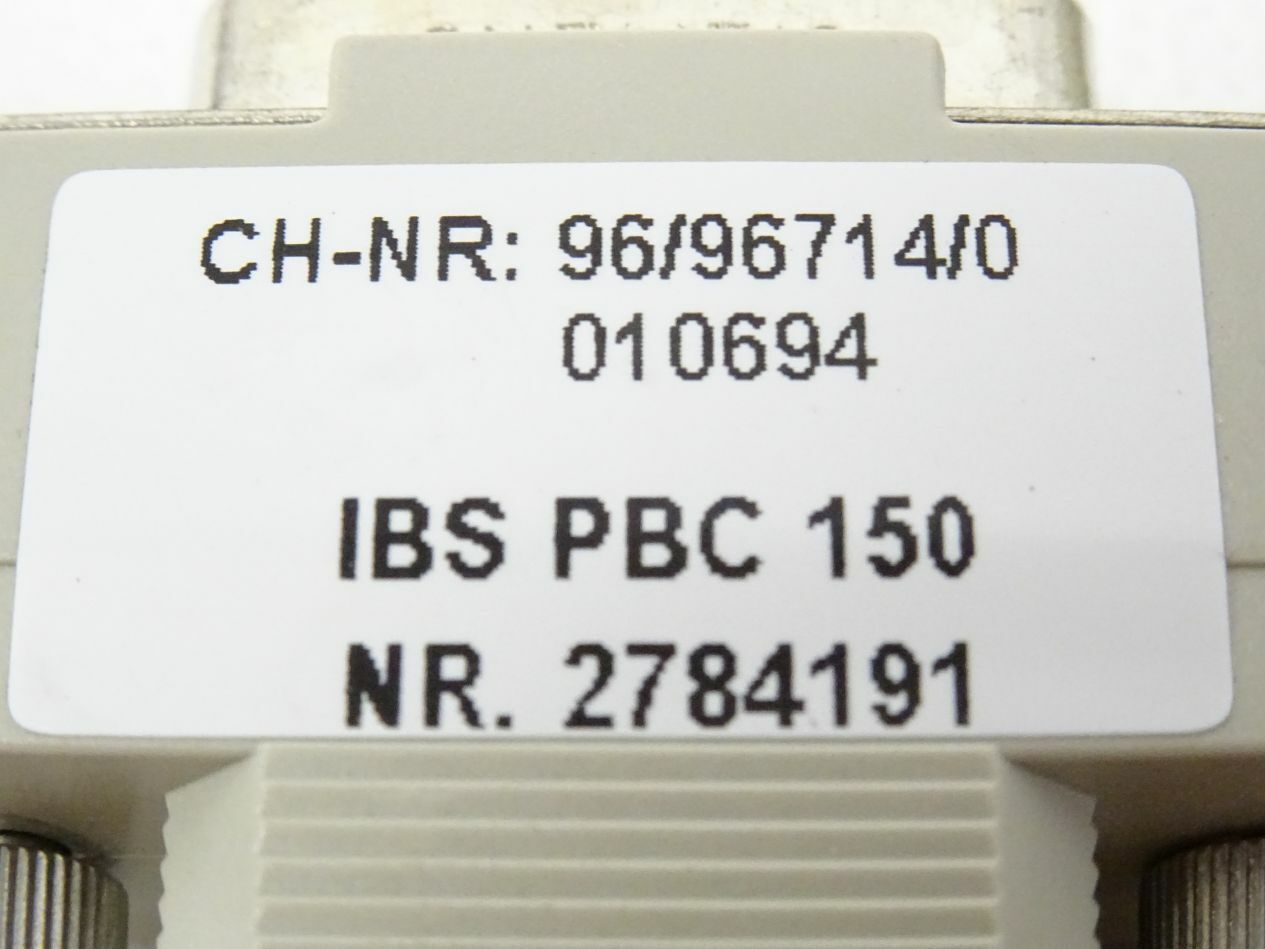 CH-NR: 96/96714/0
010694
IBS PBC 150
NR. 2784191